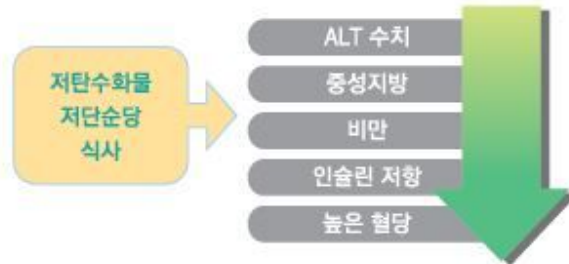 저탄수화물
저단순당
식사
ALT 수치
중성지방
비만
인슐린 저항
높은 혈당